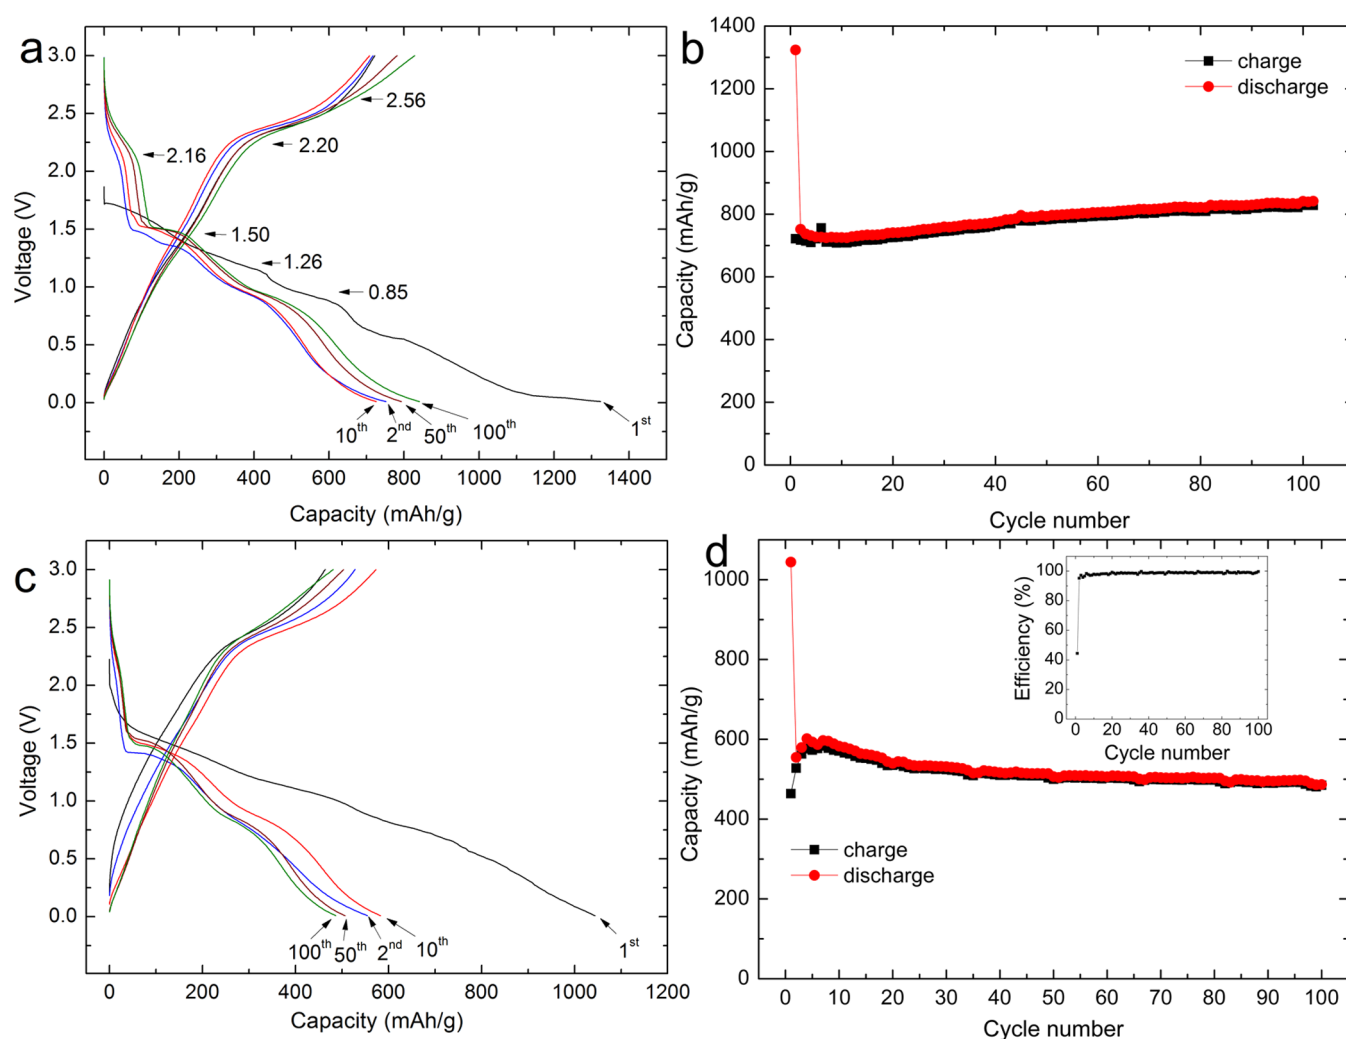 a
3.0
2.5
2.0
1.5
1.0
0.5
0.0
Voltage (V)
2.56
2.20
2.16
1.50
1.26
0.85
10th
2nd
50th
100th
1st
0 200 400 600 800 1000 1200 1400
Capacity (mAh/g)
b
1400
1200
1000
800
600
400
200
0
Capacity (mAh/g)
charge
discharge
0 20 40 60 80 100
Cycle number
c
3.0
2.5
2.0
1.5
1.0
0.5
0.0
Voltage (V)
100th
50th
2nd
10th
1st
0 200 400 600 800 1000 1200
Capacity (mAh/g)
d
1000
800
600
400
200
0
Capacity (mAh/g)
100
80
60
40
20
0
Efficiency (%)
0 20 40 60 80 100
Cycle number
charge
discharge
0 10 20 30 40 50 60 70 80 90 100
Cycle number